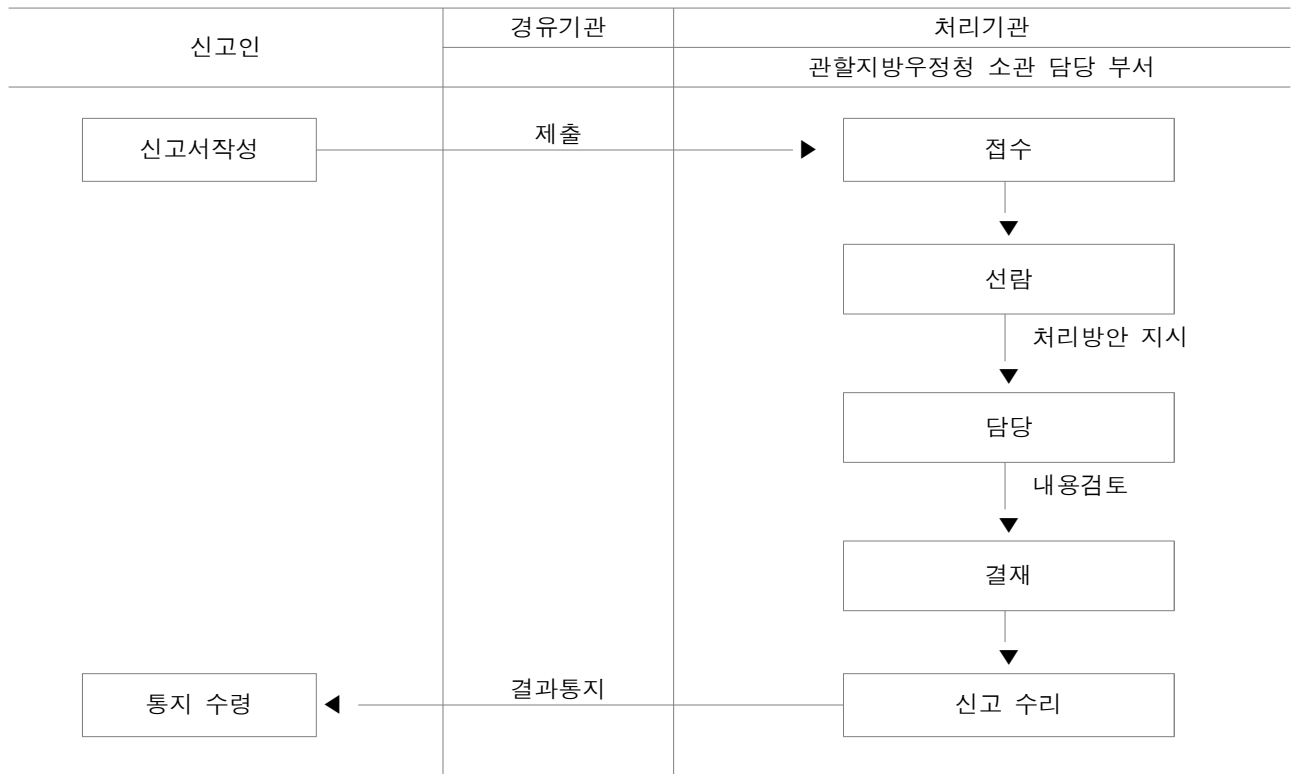 신고인
경유기관
처리기관
관할지방우정청 소관 담당 부서
신고서작성
제출
접수
선람
처리방안 지시
담당
내용검토
결재
통지 수령
결과통지
신고 수리